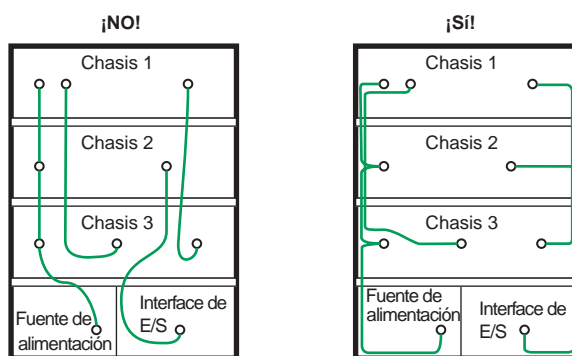 ¡NO!
Chasis 1
Chasis 2
Chasis 3
Fuente de
alimentación
Interface de
E/S
¡Sí!
Chasis 1
Chasis 2
Chasis 3
Fuente de
alimentación
Interface de
E/S